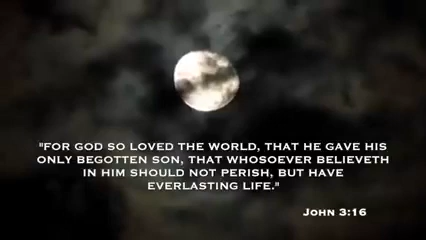 "FOR GOD SO LOVED THE WORLD, THAT HE GAVE HIS
ONLY BEGOTTEN SON, THAT WHOSOEVER BELIEVETH
IN HIM SHOULD NOT PERISH, BUT HAVE
EVERLASTING LIFE."
JOHN 3:16